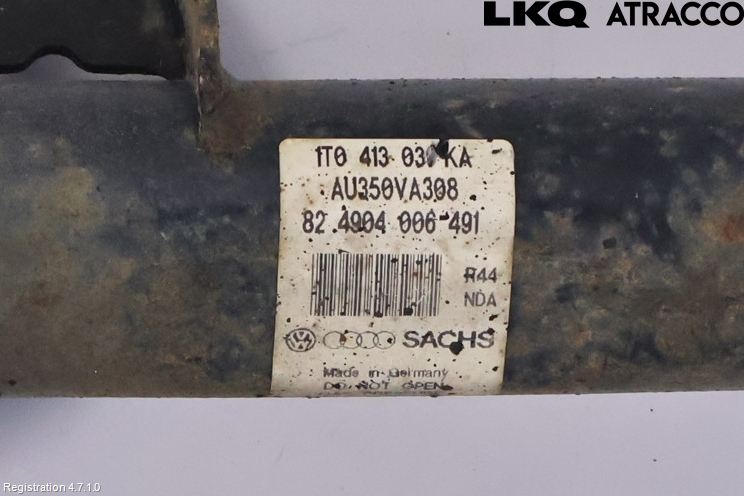 LKQ ATRACCO
1T0 413 031 KA
AU350VA308
82 4904 006 491
R44
NDA
SACHS
Made in Germany
DO NOT OPEN
Registration 4.7.1.0